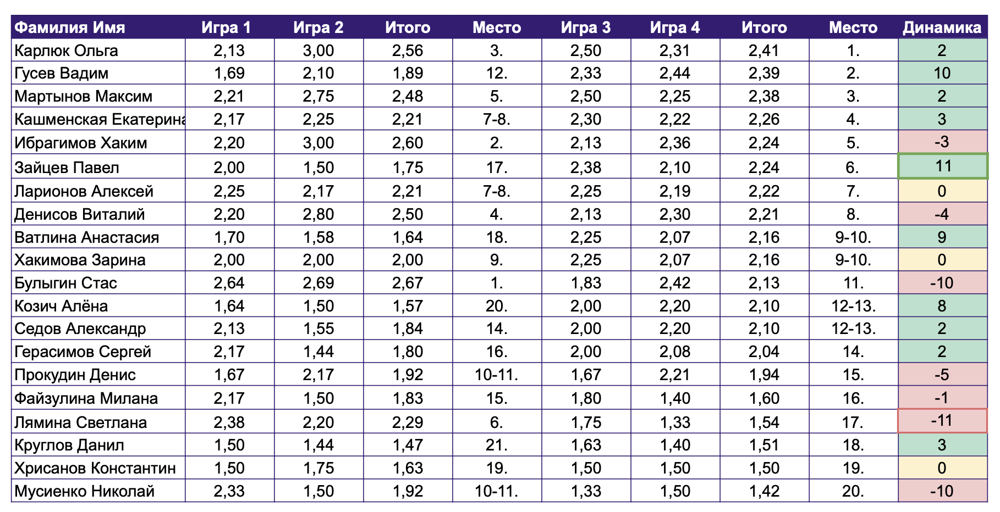 Фамилия Имя Игра 1 Игра 2 Итого Место Игра 3 Игра 4 Итого Место Динамика
Карлюк Ольга 2,13 3,00 2,56 3. 2,50 2,31 2,41 1. 2
Гусев Вадим 1,69 2,10 1,89 12. 2,33 2,44 2,39 2. 10
Мартынов Максим 2,21 2,75 2,48 5. 2,50 2,25 2,38 3. 2
Кашменская Екатерина 2,17 2,25 2,21 7-8. 2,30 2,22 2,26 4. 3
Ибрагимов Хаким 2,20 3,00 2,60 2. 2,13 2,36 2,24 5. -3
Зайцев Павел 2,00 1,50 1,75 17. 2,38 2,10 2,24 6. 11
Ларионов Алексей 2,25 2,17 2,21 7-8. 2,25 2,19 2,22 7. 0
Денисов Виталий 2,20 2,80 2,50 4. 2,13 2,30 2,21 8. -4
Ватлина Анастасия 1,70 1,58 1,64 18. 2,25 2,07 2,16 9-10. 9
Хакимова Зарина 2,00 2,00 2,00 9. 2,25 2,07 2,16 9-10. 0
Булыгин Стас 2,64 2,69 2,67 1. 1,83 2,42 2,13 11. -10
Козич Алёна 1,64 1,50 1,57 20. 2,00 2,20 2,10 12-13. 8
Седов Александр 2,13 1,55 1,84 14. 2,00 2,20 2,10 12-13. 2
Герасимов Сергей 2,17 1,44 1,80 16. 2,00 2,08 2,04 14. 2
Прокудин Денис 1,67 2,17 1,92 10-11. 1,67 2,21 1,94 15. -5
Файзулина Милана 2,17 1,50 1,83 15. 1,80 1,40 1,60 16. -1
Лямина Светлана 2,38 2,20 2,29 6. 1,75 1,33 1,54 17. -11
Круглов Данил 1,50 1,44 1,47 21. 1,63 1,40 1,51 18. 3
Хрисанов Константин 1,50 1,75 1,63 19. 1,50 1,50 1,50 19. 0
Мусиенко Николай 2,33 1,50 1,92 10-11. 1,33 1,50 1,42 20. -10